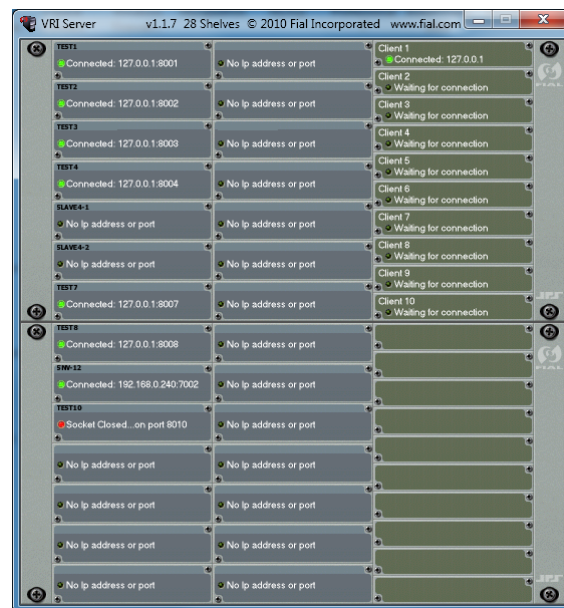 VRI Server v1.1.7 28 Shelves © 2010 Fial Incorporated www.fial.com
TEST1
Connected: 127.0.0.1:8001
TEST2
Connected: 127.0.0.1:8002
TEST3
Connected: 127.0.0.1:8003
TEST4
Connected: 127.0.0.1:8004
SLAVE4-1
No Ip address or port
SLAVE4-2
No Ip address or port
TEST7
Connected: 127.0.0.1:8007
No Ip address or port
No Ip address or port
No Ip address or port
No Ip address or port
No Ip address or port
No Ip address or port
No Ip address or port
Client 1
Connected: 127.0.0.1
Client 2
Waiting for connection
Client 3
Waiting for connection
Client 4
Waiting for connection
Client 5
Waiting for connection
Client 6
Waiting for connection
Client 7
Waiting for connection
Client 8
Waiting for connection
Client 9
Waiting for connection
Client 10
Waiting for connection
FIAL
JPS
TEST8
Connected: 127.0.0.1:8008
SNV-12
Connected: 192.168.0.240:7002
TEST10
Socket Closed...on port 8010
No Ip address or port
No Ip address or port
No Ip address or port
No Ip address or port
No Ip address or port
No Ip address or port
No Ip address or port
No Ip address or port
No Ip address or port
No Ip address or port
No Ip address or port
FIAL
JPS